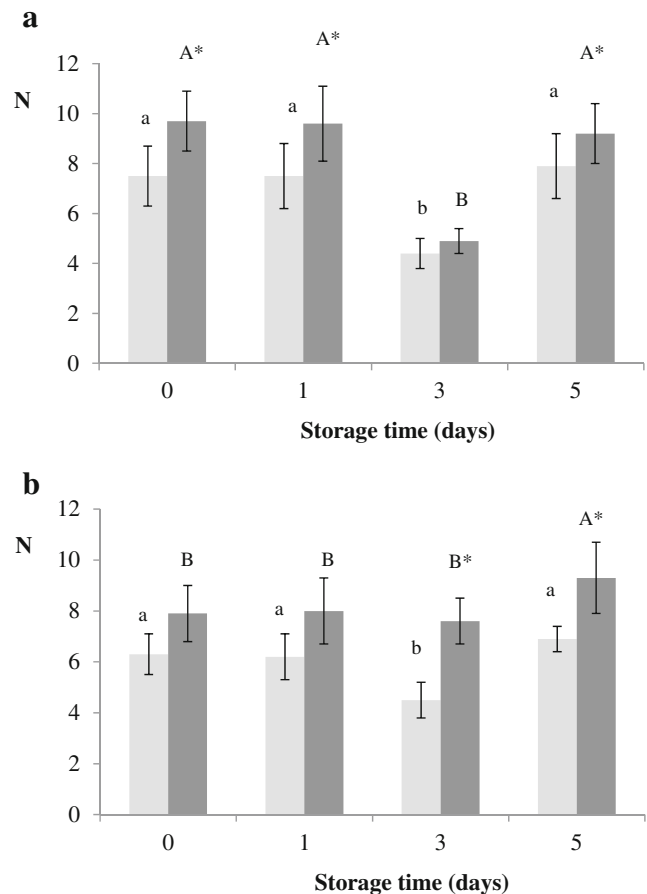 a
A* A* A*
12
N
10
a a a
8
b B
6
4
2
0
0 1 3 5
Storage time (days)
b
12
N
A*
10
B B B*
8
a a b a
6
4
2
0
0 1 3 5
Storage time (days)